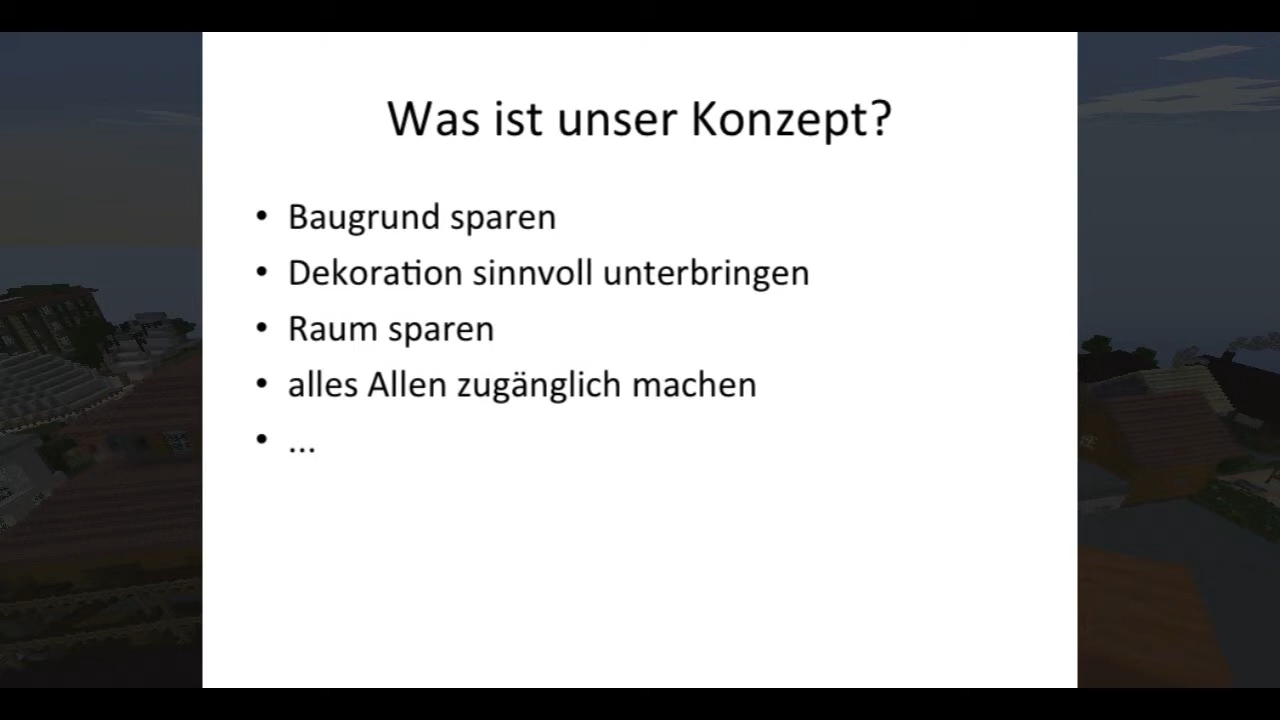 Was ist unser Konzept?
• Baugrund sparen
• Dekoration sinnvoll unterbringen
• Raum sparen
• alles Allen zugänglich machen
• ...